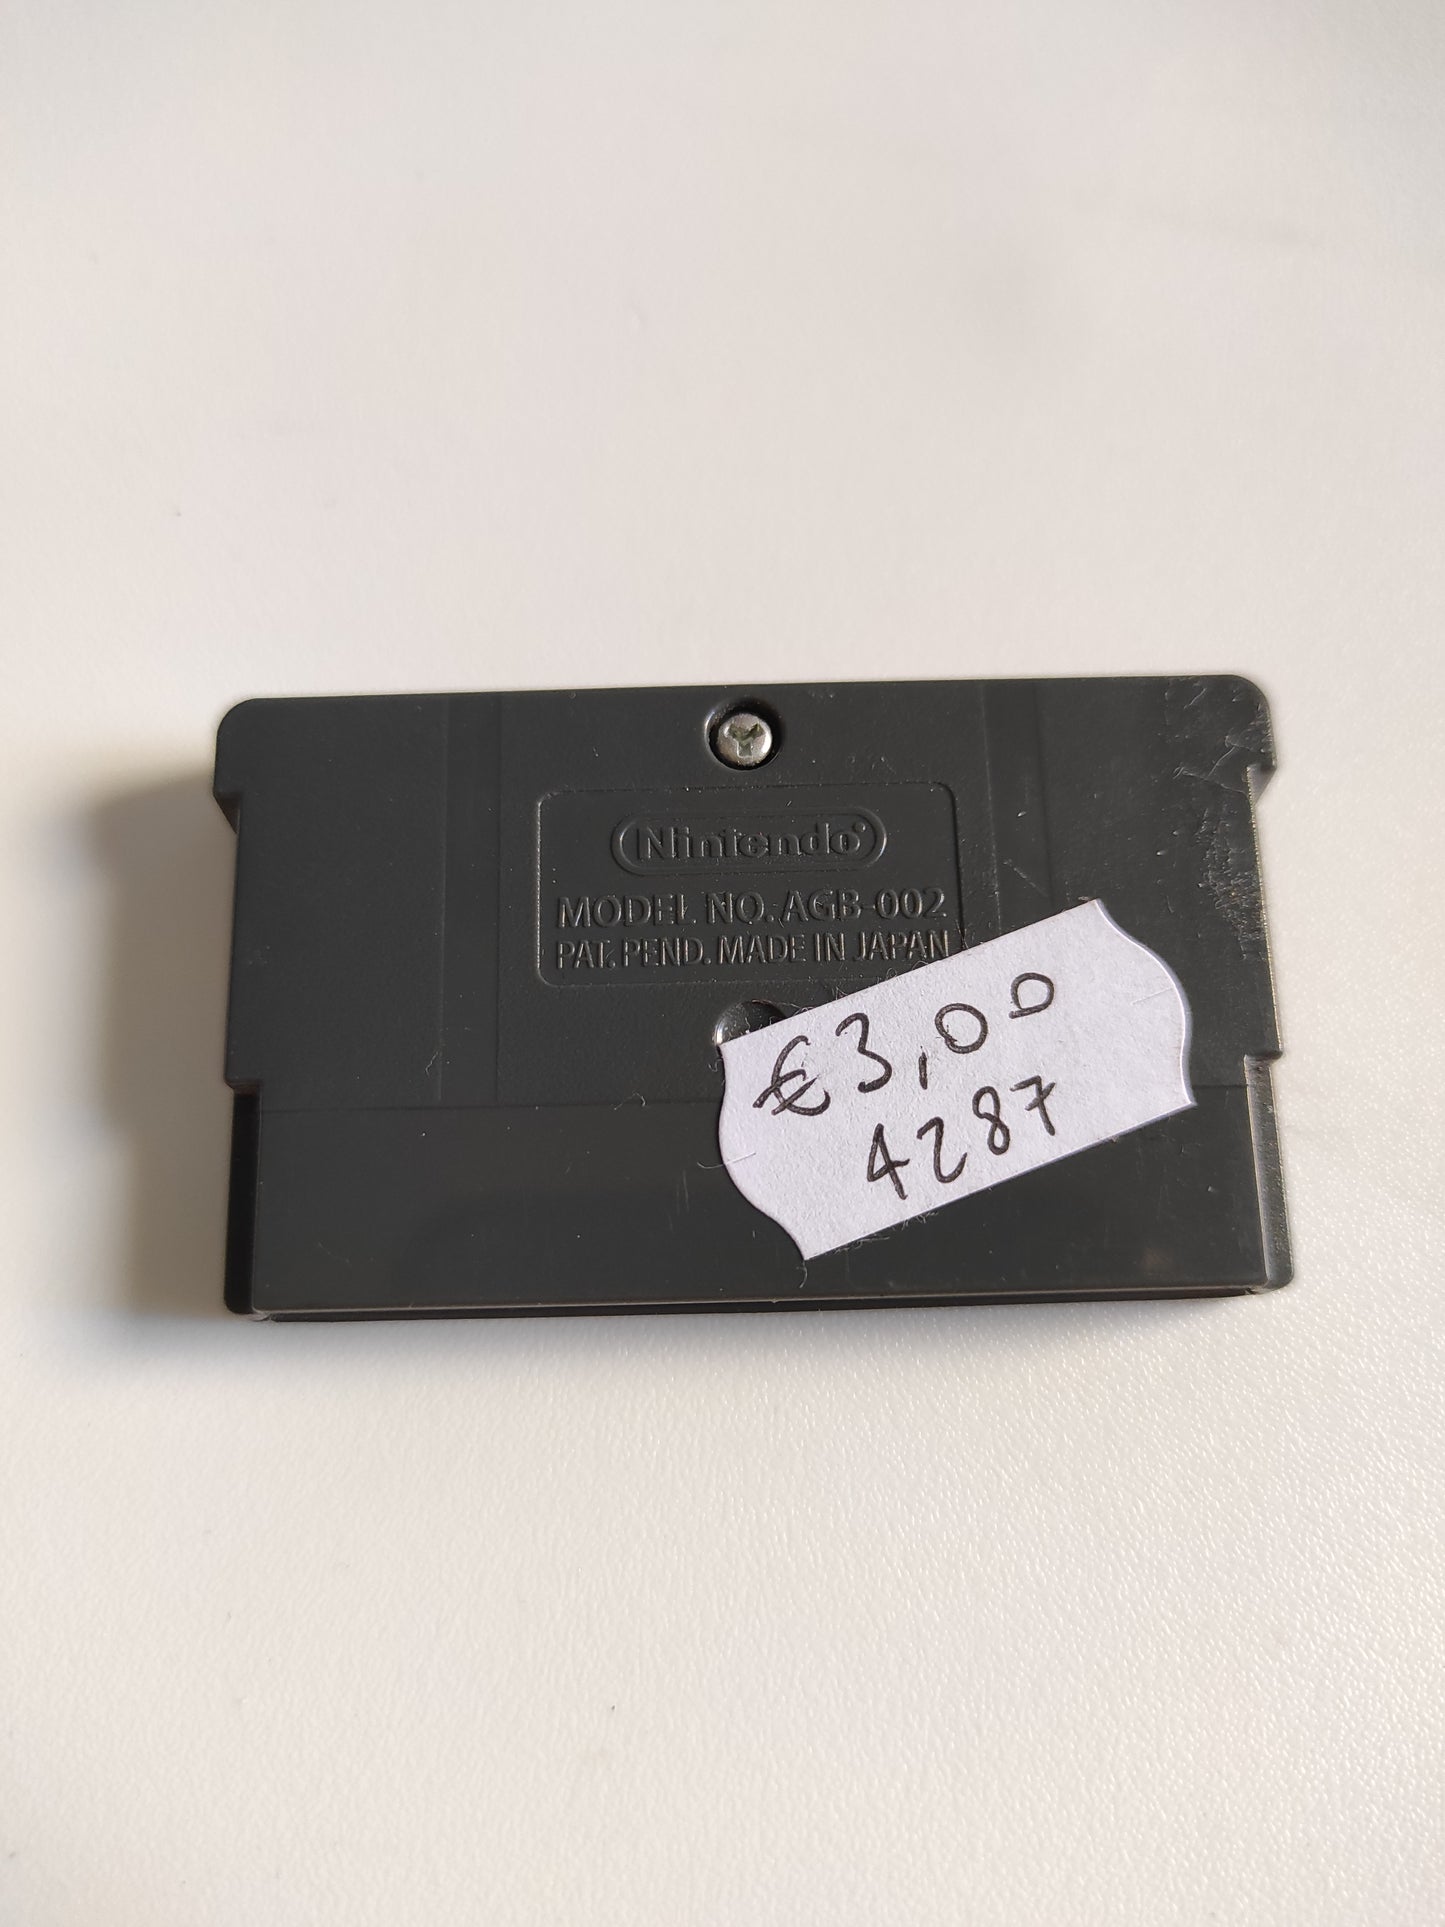 Nintendo
MODEL NO. AGB-002
PAT. PEND. MADE IN JAPAN
€3,00
4287